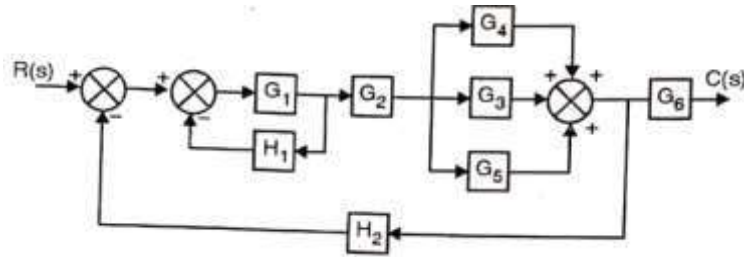 G4
R(s) + + G1 G2 G3 + + C(s)
G6
− − + +
H1
G5
H2